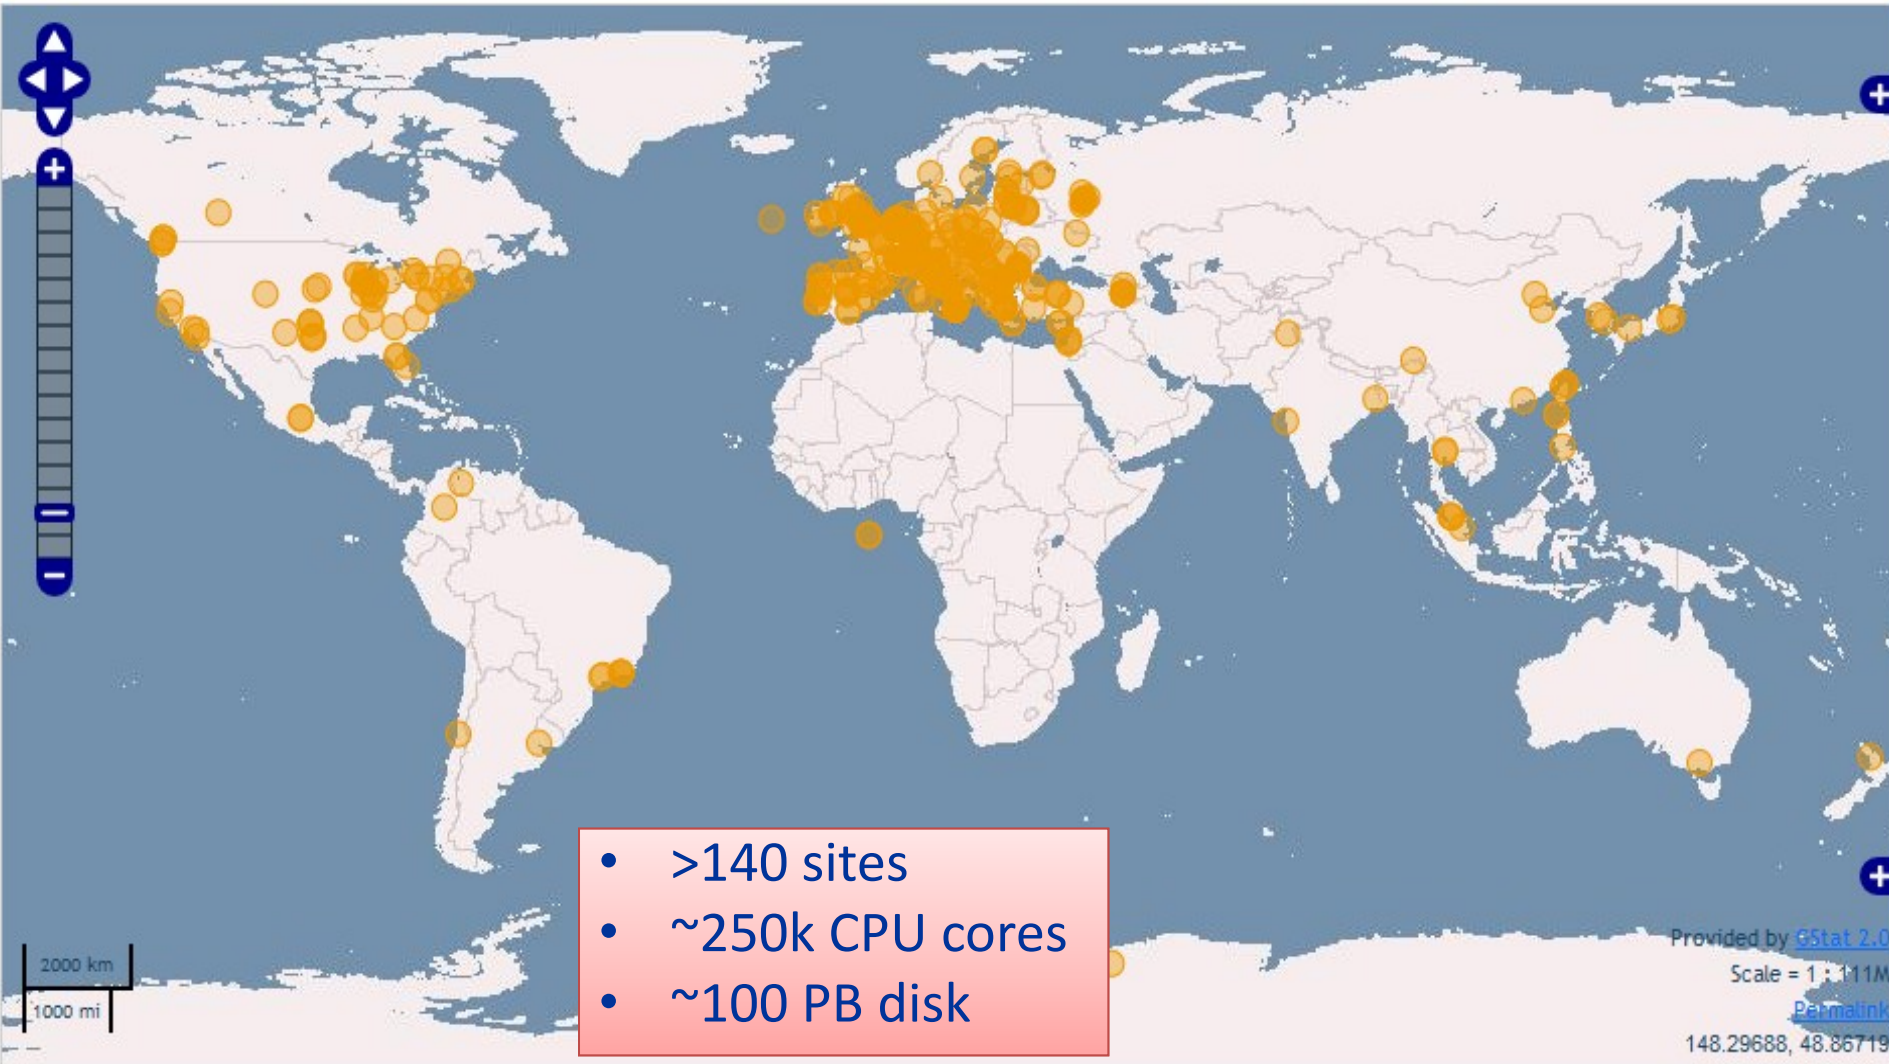 • >140 sites
• ~250k CPU cores
• ~100 PB disk
2000 km
1000 mi
Provided by GStat 2.0
Scale = 1 : 111M
Permalink
148.29688, 48.86719